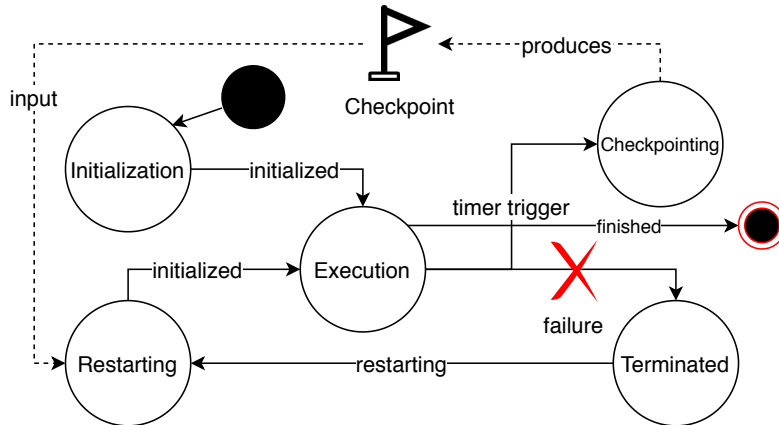 produces
input
Checkpoint
Checkpointing
Initialization
initialized
timer trigger
finished
initialized
Execution
failure
Restarting
restarting
Terminated